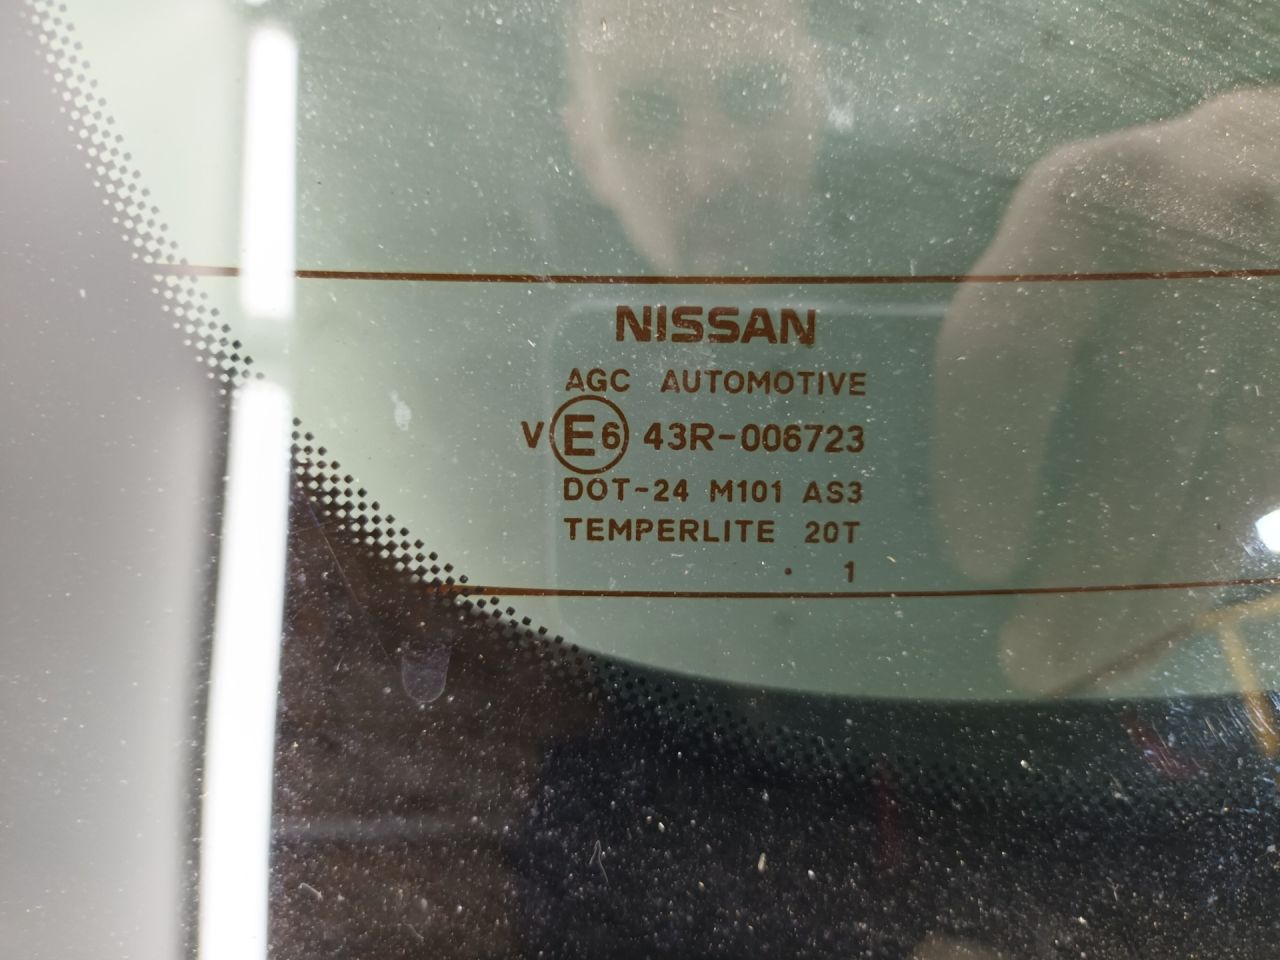 NISSAN
AGC AUTOMOTIVE
V E6 43R-006723
DOT-24 M101 AS3
TEMPERLITE 20T
. 1